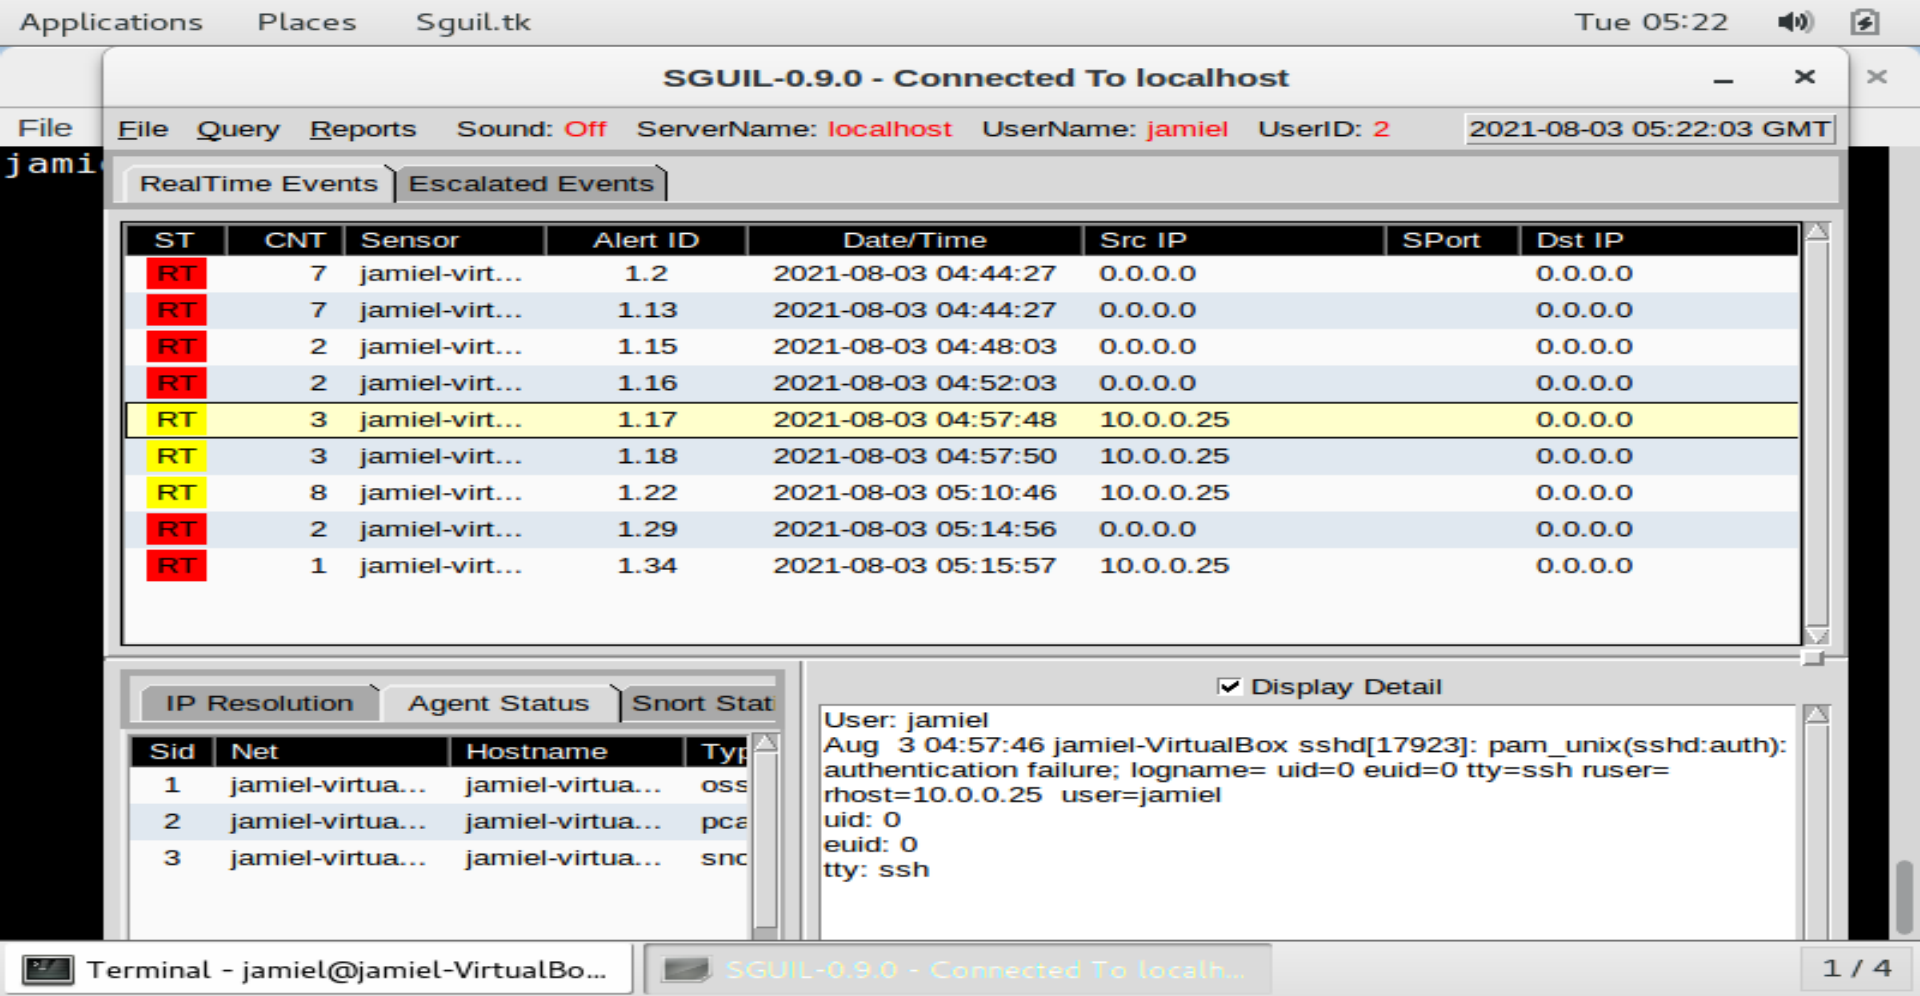 Applications Places Sguil.tk Tue 05:22
SGUIL-0.9.0 - Connected To localhost
File File Query Reports Sound: Off ServerName: localhost UserName: jamiel UserID: 2 2021-08-03 05:22:03 GMT
jami
RealTime Events Escalated Events
ST CNT Sensor Alert ID Date/Time Src IP SPort Dst IP
RT 7 jamiel-virt... 1.2 2021-08-03 04:44:27 0.0.0.0 0.0.0.0
RT 7 jamiel-virt... 1.13 2021-08-03 04:44:27 0.0.0.0 0.0.0.0
RT 2 jamiel-virt... 1.15 2021-08-03 04:48:03 0.0.0.0 0.0.0.0
RT 2 jamiel-virt... 1.16 2021-08-03 04:52:03 0.0.0.0 0.0.0.0
RT 3 jamiel-virt... 1.17 2021-08-03 04:57:48 10.0.0.25 0.0.0.0
RT 3 jamiel-virt... 1.18 2021-08-03 04:57:50 10.0.0.25 0.0.0.0
RT 8 jamiel-virt... 1.22 2021-08-03 05:10:46 10.0.0.25 0.0.0.0
RT 2 jamiel-virt... 1.29 2021-08-03 05:14:56 0.0.0.0 0.0.0.0
RT 1 jamiel-virt... 1.34 2021-08-03 05:15:57 10.0.0.25 0.0.0.0
IP Resolution Agent Status Snort Stati
Sid Net Hostname Typ
1 jamiel-virtua... jamiel-virtua... oss
2 jamiel-virtua... jamiel-virtua... pca
3 jamiel-virtua... jamiel-virtua... sno
Display Detail
User: jamiel
Aug 3 04:57:46 jamiel-VirtualBox sshd[17923]: pam_unix(sshd:auth):
authentication failure; logname= uid=0 euid=0 tty=ssh ruser=
rhost=10.0.0.25 user=jamiel
uid: 0
euid: 0
tty: ssh
Terminal - jamiel@jamiel-VirtualBo... SGUIL-0.9.0 - Connected To localh... 1 / 4